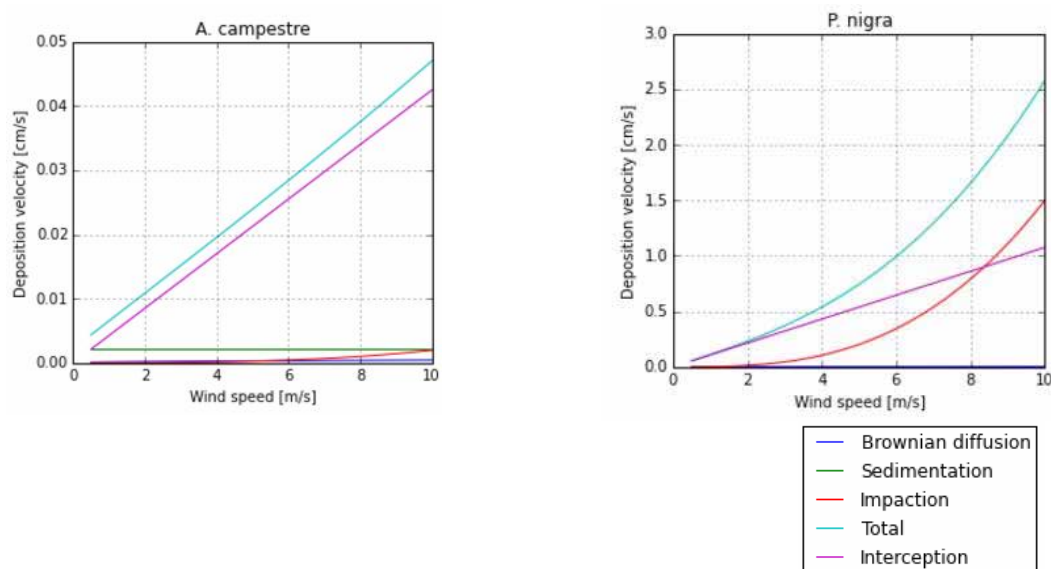 A. campestre
0.05
0.04
0.03
0.02
0.01
0.00
Deposition velocity [cm/s]
0 2 4 6 8 10
Wind speed [m/s]
P. nigra
3.0
2.5
2.0
1.5
1.0
0.5
0.0
Deposition velocity [cm/s]
0 2 4 6 8 10
Wind speed [m/s]
Brownian diffusion
Sedimentation
Impaction
Total
Interception